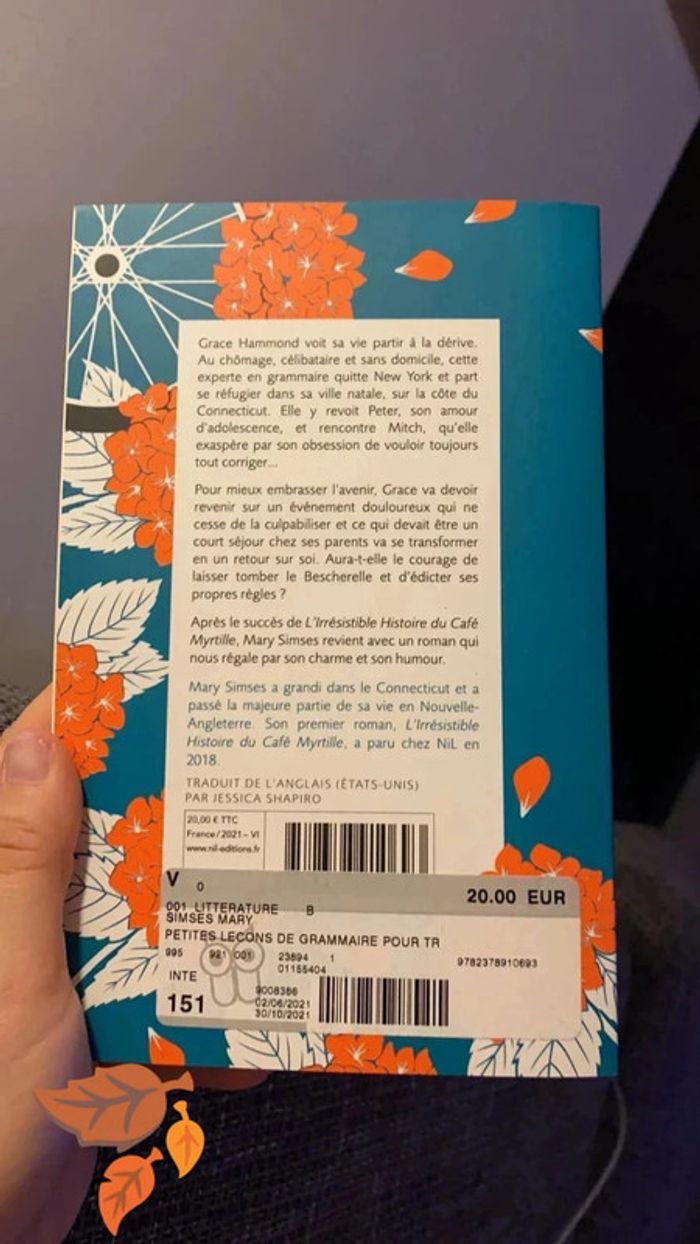 Grace Hammond voit sa vie partir à la dérive.
Au chômage, célibataire et sans domicile, cette
experte en grammaire quitte New York et part
se réfugier dans sa ville natale, sur la côte du
Connecticut. Elle y revoit Peter, son amour
d'adolescence, et rencontre Mitch, qu'elle
exaspère par son obsession de vouloir toujours
tout corriger...
Pour mieux embrasser l'avenir, Grace va devoir
revenir sur un événement douloureux qui ne
cesse de la culpabiliser et ce qui devait être un
court séjour chez ses parents va se transformer
en un retour sur soi. Aura-t-elle le courage de
laisser tomber le Bescherelle et d'édicter ses
propres règles ?
Après le succès de L'Irrésistible Histoire du Café
Myrtille, Mary Simses revient avec un roman qui
nous régale par son charme et son humour.
Mary Simses a grandi dans le Connecticut et a
passé la majeure partie de sa vie en Nouvelle-
Angleterre. Son premier roman, L'Irrésistible
Histoire du Café Myrtille, a paru chez NiL en
2018.
TRADUIT DE L'ANGLAIS (ÉTATS-UNIS)
PAR JESSICA SHAPIRO
20,00 € TTC
France/2021 – VI
www.nil-editions.fr
V 0
20.00 EUR
001 LITTERATURE B
SIMSES MARY
PETITES LECONS DE GRAMMAIRE POUR TR
995 921 001 23894 1 9782378910693
01155404
INTE
9008386
151 02/06/2021
30/10/2021